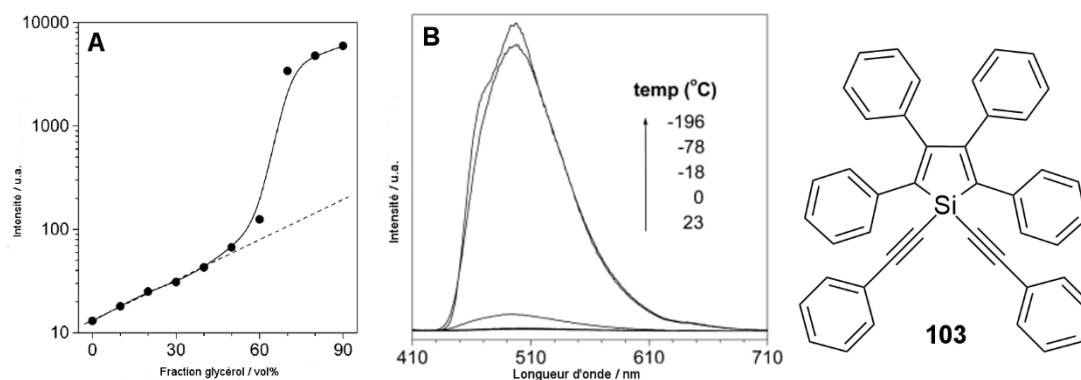 A
10000
1000
100
10
0
30
60
90
Intensité / u.a.
Fraction glycérol / vol%
B
temp (°C)
-196
-78
-18
0
23
Intensité / u.a.
410
510
610
710
Longueur d'onde / nm
Si
103